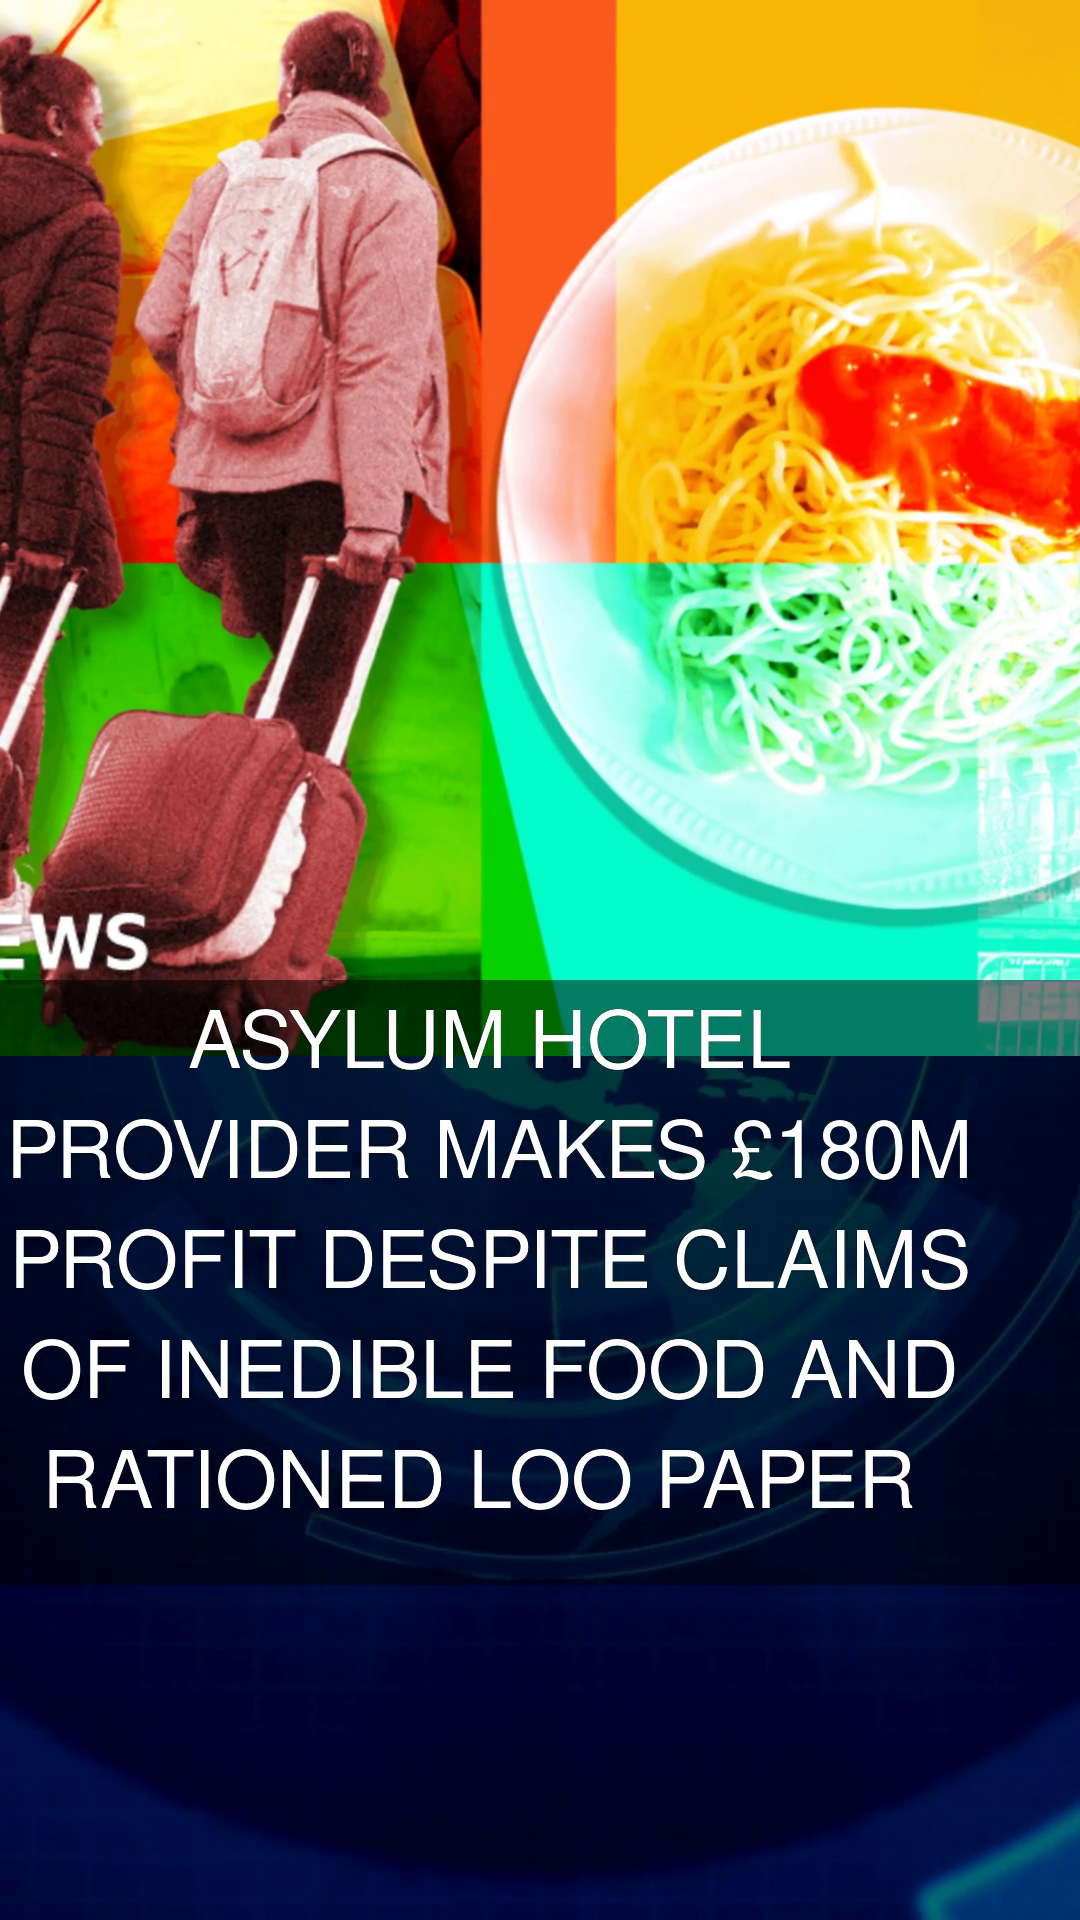 EWS
ASYLUM HOTEL
PROVIDER MAKES £180M
PROFIT DESPITE CLAIMS
OF INEDIBLE FOOD AND
RATIONED LOO PAPER